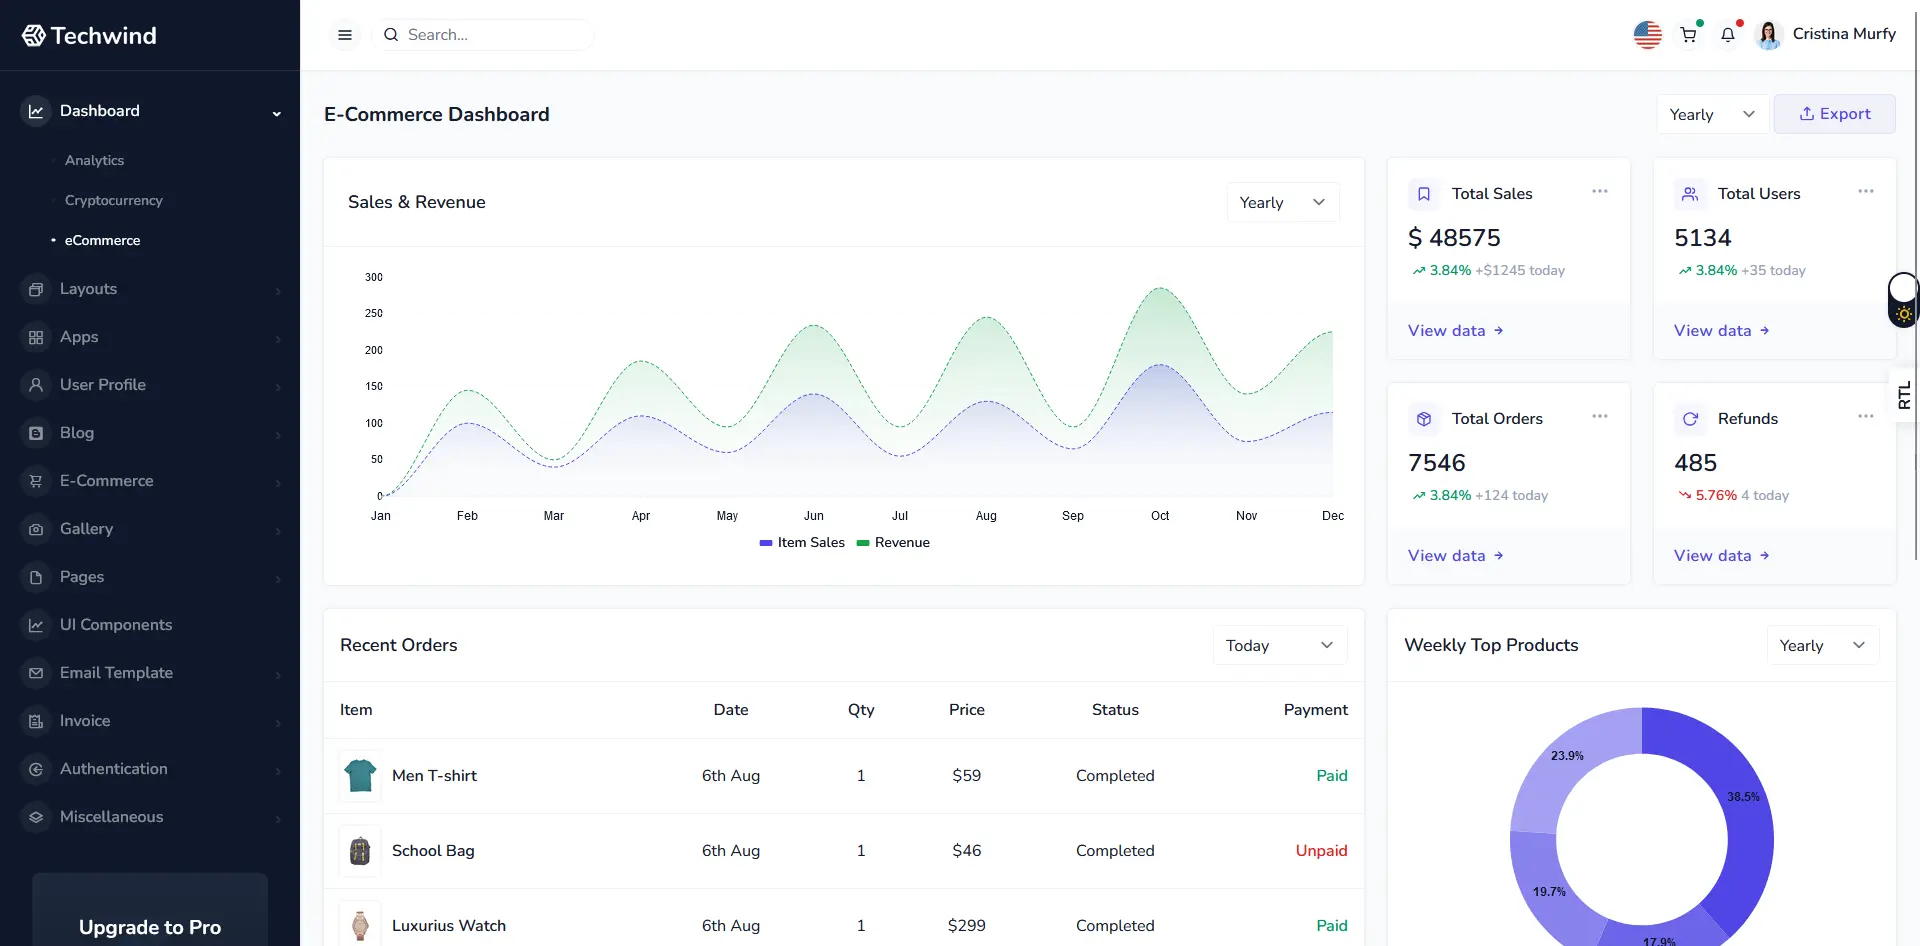 Techwind
Search...
Cristina Murfy
Dashboard
Analytics
Cryptocurrency
eCommerce
Layouts
Apps
User Profile
Blog
E-Commerce
Gallery
Pages
UI Components
Email Template
Invoice
Authentication
Miscellaneous
Upgrade to Pro
E-Commerce Dashboard
Yearly
Export
Sales & Revenue
Yearly
300
250
200
150
100
50
0
Jan Feb Mar Apr May Jun Jul Aug Sep Oct Nov Dec
Item Sales Revenue
Total Sales
$ 48575
3.84% +$1245 today
View data
Total Users
5134
3.84% +35 today
View data
Total Orders
7546
3.84% +124 today
View data
Refunds
485
5.76% 4 today
View data
RTL
Recent Orders
Today
Item Date Qty Price Status Payment
Men T-shirt 6th Aug 1 $59 Completed Paid
School Bag 6th Aug 1 $46 Completed Unpaid
Luxurius Watch 6th Aug 1 $299 Completed Paid
Weekly Top Products
Yearly
23.9%
38.5%
19.7%
17.9%